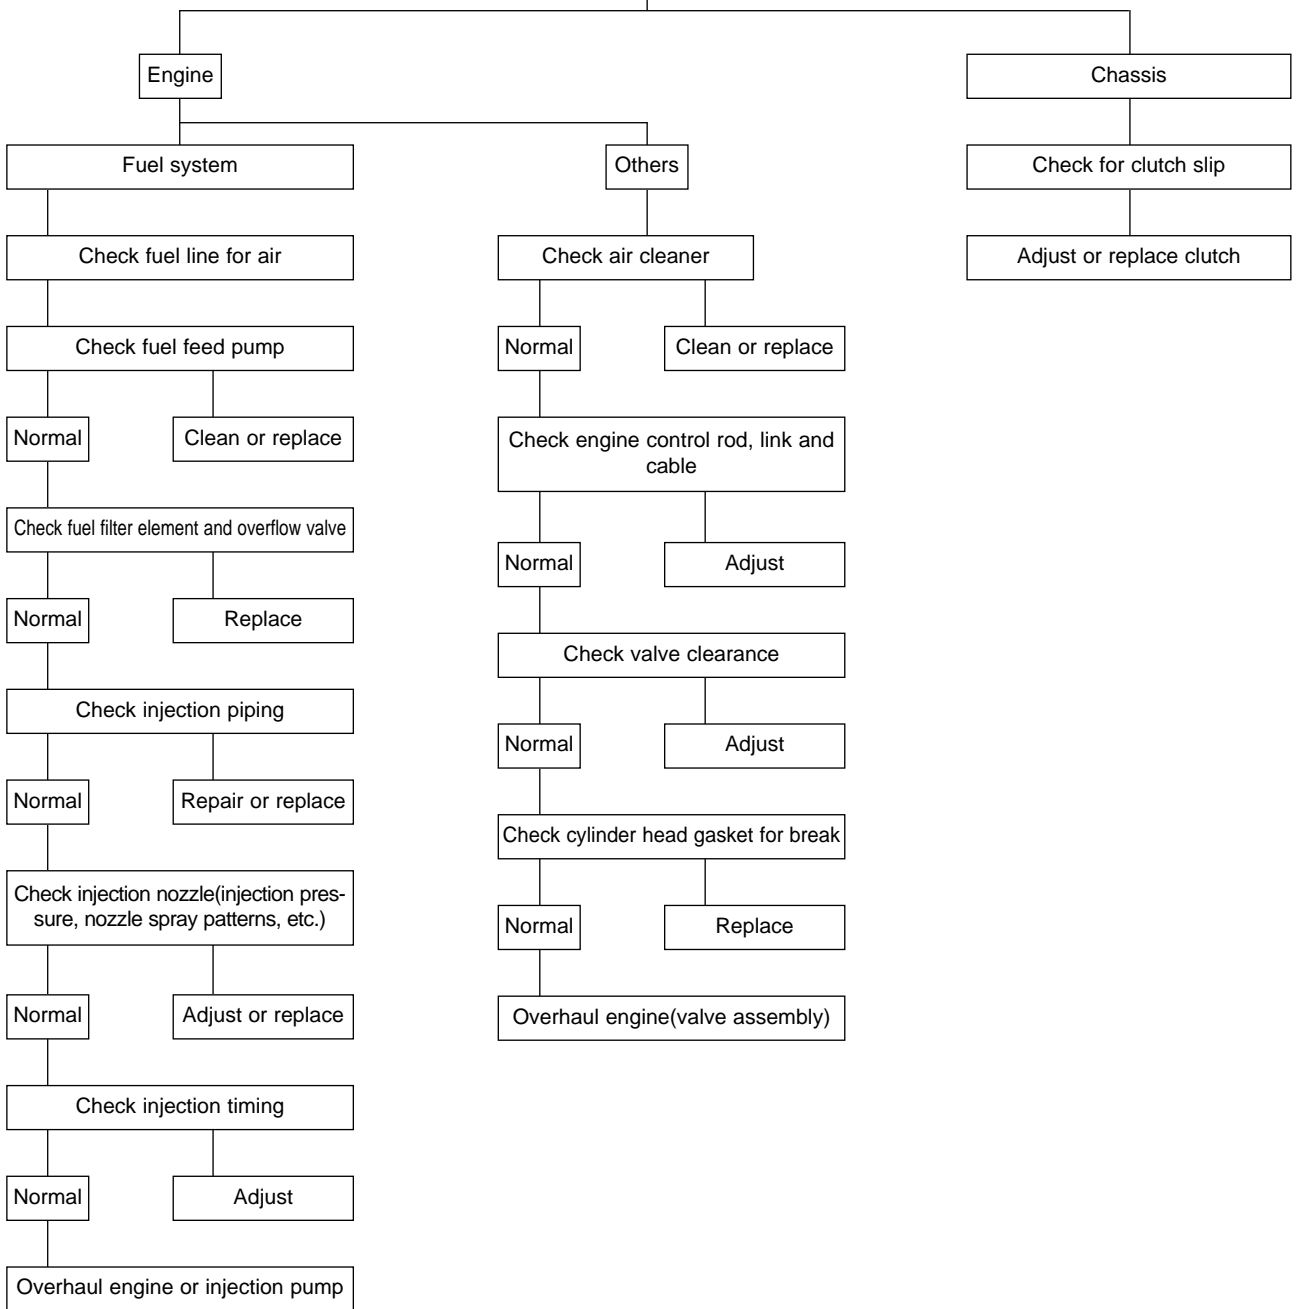 Engine
Chassis
Fuel system
Others
Check for clutch slip
Check fuel line for air
Check air cleaner
Adjust or replace clutch
Check fuel feed pump
Normal
Clean or replace
Normal
Clean or replace
Check engine control rod, link and
cable
Check fuel filter element and overflow valve
Normal
Adjust
Normal
Replace
Check valve clearance
Check injection piping
Normal
Adjust
Normal
Repair or replace
Check cylinder head gasket for break
Check injection nozzle(injection pres-
sure, nozzle spray patterns, etc.)
Normal
Replace
Normal
Adjust or replace
Overhaul engine(valve assembly)
Check injection timing
Normal
Adjust
Overhaul engine or injection pump